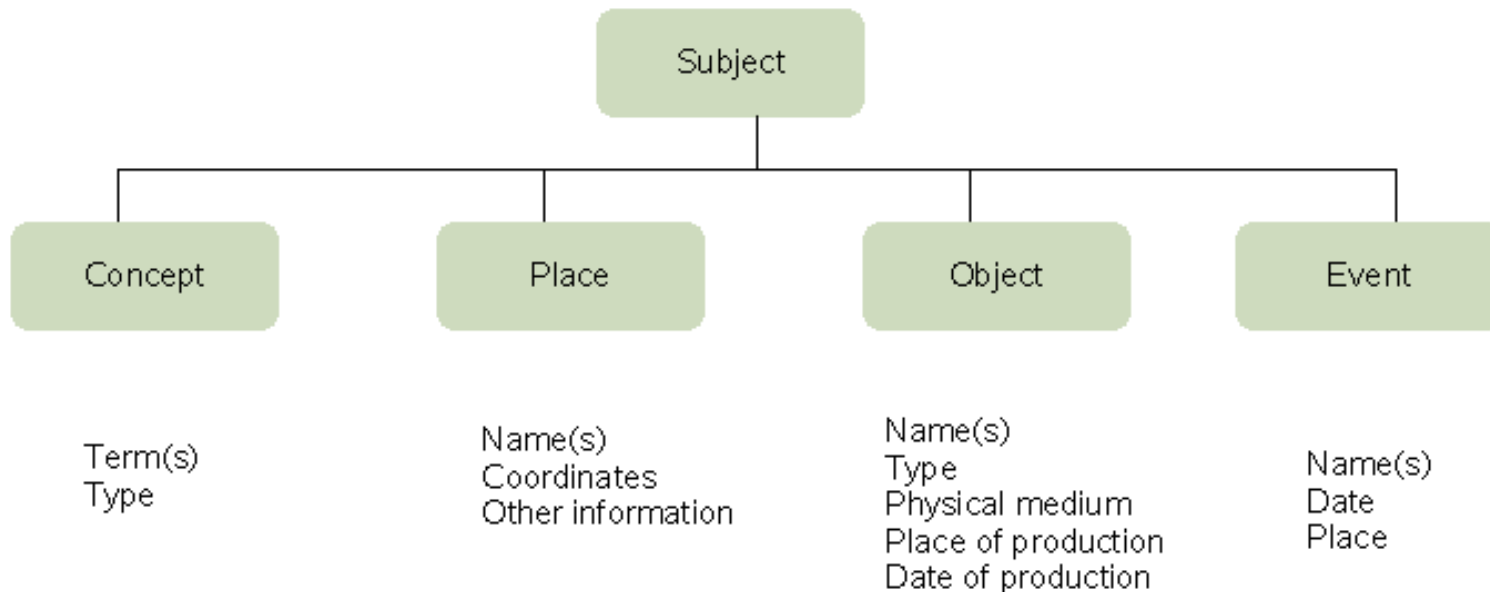 Subject
Concept
Place
Object
Event
Term(s)
Type
Name(s)
Coordinates
Other information
Name(s)
Type
Physical medium
Place of production
Date of production
Name(s)
Date
Place